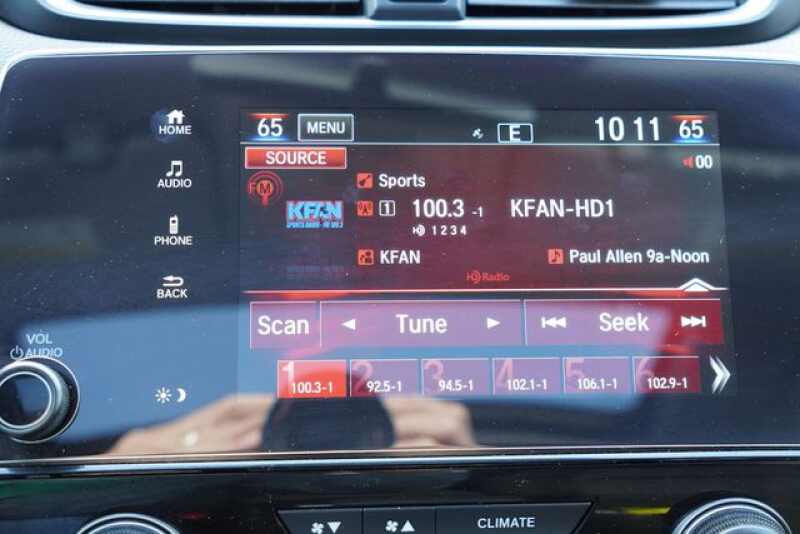 65 MENU E 10 11 65
HOME
SOURCE
00
FM
Sports
AUDIO
KFAN
1 100.3 -1 KFAN-HD1
HD 1 2 3 4
PHONE
KFAN Paul Allen 9a-Noon
HD Radio
BACK
Scan Tune Seek
VOL
AUDIO
1 2 3 4 5 6
100.3-1 92.5-1 94.5-1 102.1-1 106.1-1 102.9-1
CLIMATE